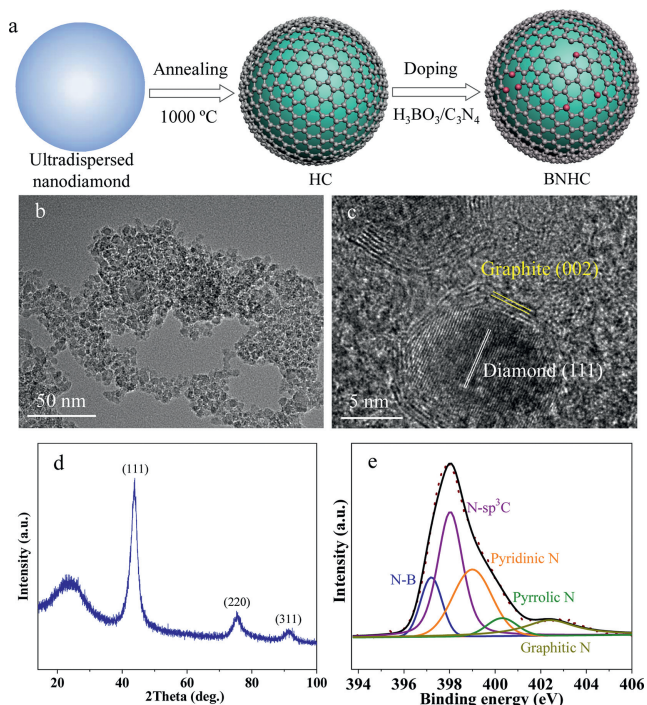 a
Annealing
1000 ºC
Doping
H₃BO₃/C₃N₄
Ultradispersed
nanodiamond
HC
BNHC
b
50 nm
c
Graphite (002)
Diamond (111)
5 nm
d
(111)
(220)
(311)
Intensity (a.u.)
20 40 60 80 100
2Theta (deg.)
e
N-sp³C
Pyridinic N
N-B
Pyrrolic N
Graphitic N
Intensity (a.u.)
394 396 398 400 402 404 406
Binding energy (eV)